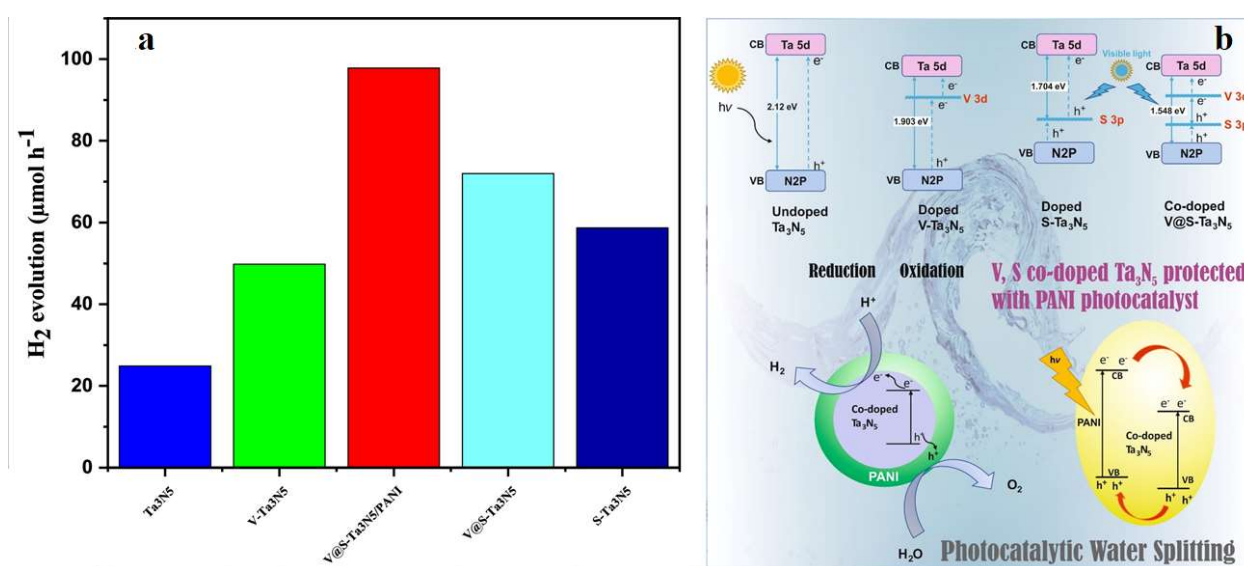 a
H₂ evolution (µmol h⁻¹)
100
80
60
40
20
0
Ta3N5
V-Ta3N5
V@S-Ta3N5/PANI
V@S-Ta3N5
S-Ta3N5
b
CB Ta 5d
e⁻
hν
2.12 eV
h⁺
VB N2P
Undoped
Ta₃N₅
CB Ta 5d
e⁻
V 3d
e⁻
1.903 eV
h⁺
VB N2P
Doped
V-Ta₃N₅
CB Ta 5d
e⁻
1.704 eV
h⁺
S 3p
h⁺
VB N2P
Doped
S-Ta₃N₅
Visible light
CB Ta 5d
e⁻
V 3d
e⁻
1.548 eV
h⁺
S 3p
h⁺
VB N2P
Co-doped
V@S-Ta₃N₅
Reduction Oxidation
H⁺
H₂
e⁻ e⁻
Co-doped
Ta₃N₅
h⁺
h⁺
PANI
O₂
H₂O
V, S co-doped Ta₃N₅ protected
with PANI photocatalyst
hν
e⁻ e⁻
CB
e⁻ e⁻
CB
PANI
Co-doped
Ta₃N₅
VB
h⁺ h⁺
VB
h⁺ h⁺
Photocatalytic Water Splitting